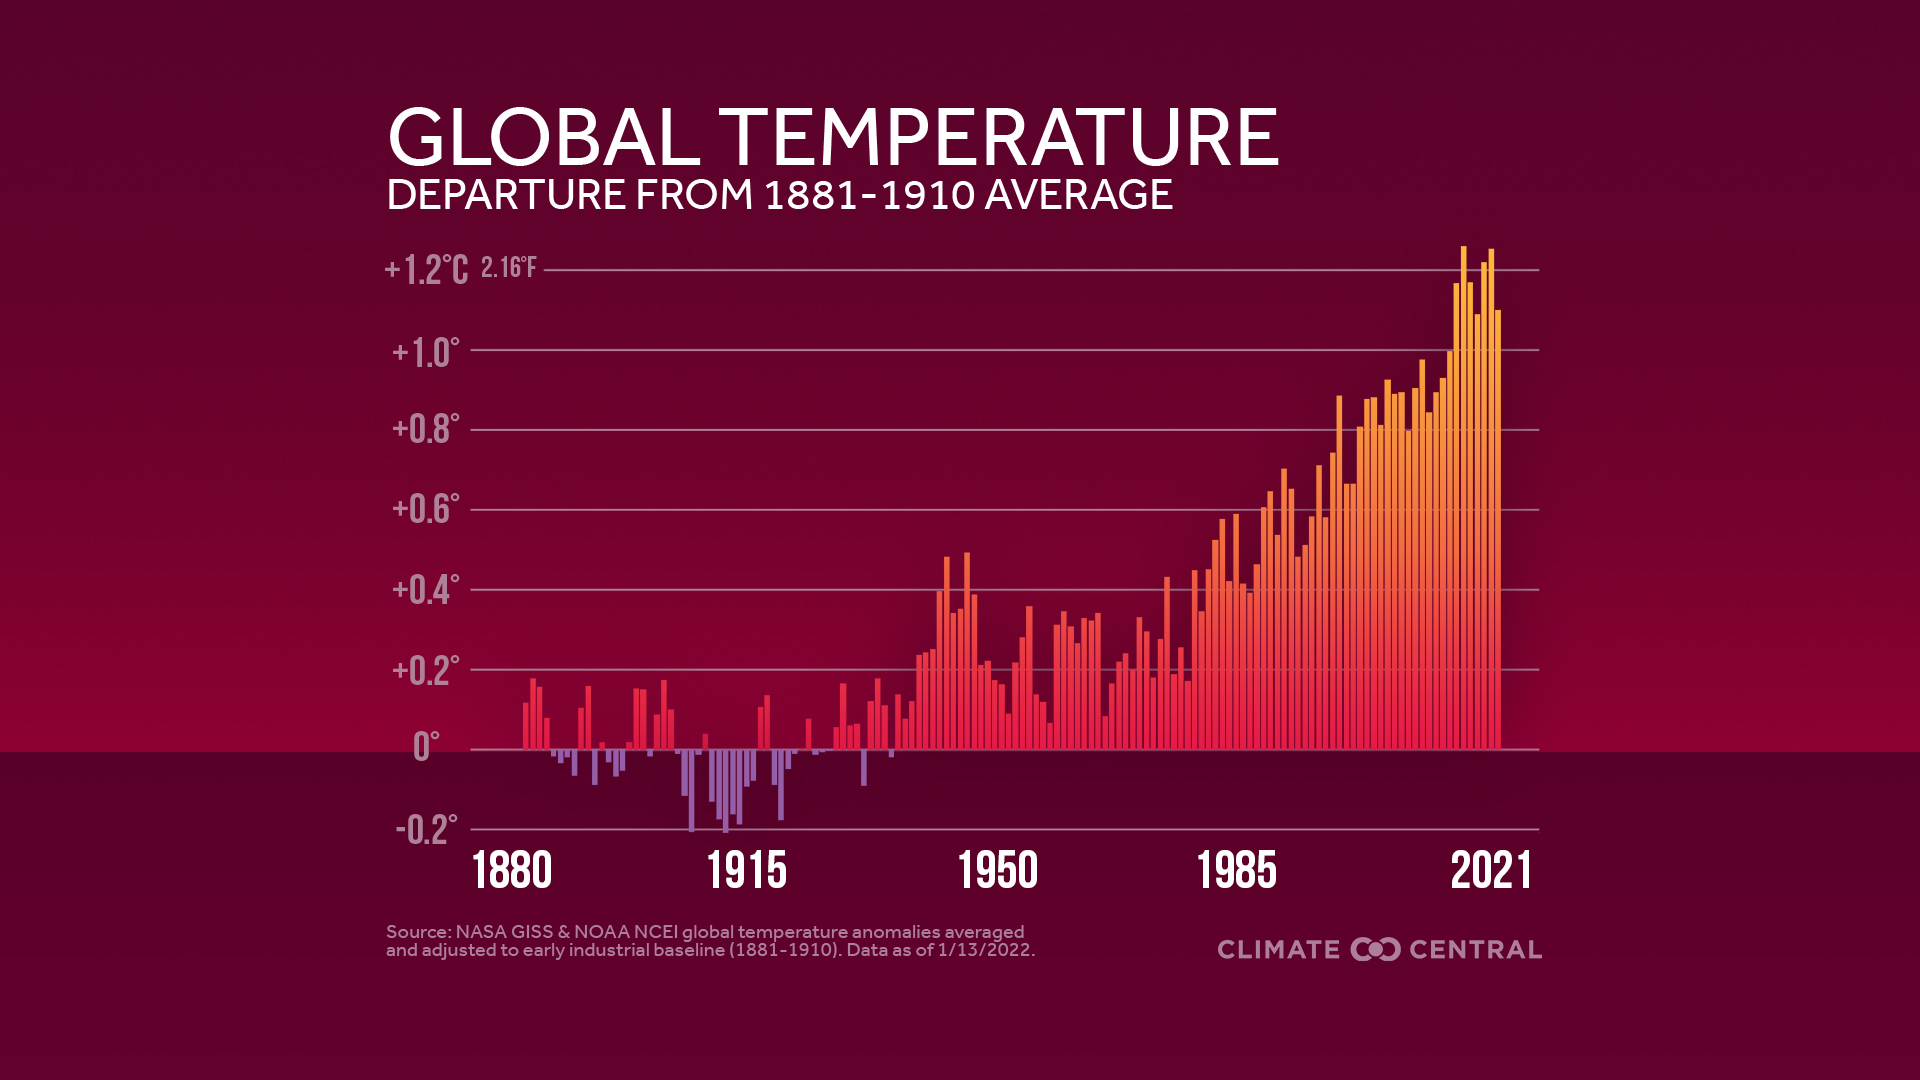 GLOBAL TEMPERATURE
DEPARTURE FROM 1881-1910 AVERAGE
+1.2°C 2.16°F
+1.0°
+0.8°
+0.6°
+0.4°
+0.2°
0°
-0.2°
1880 1915 1950 1985 2021
Source: NASA GISS & NOAA NCEI global temperature anomalies averaged
and adjusted to early industrial baseline (1881-1910). Data as of 1/13/2022.
CLIMATE CENTRAL